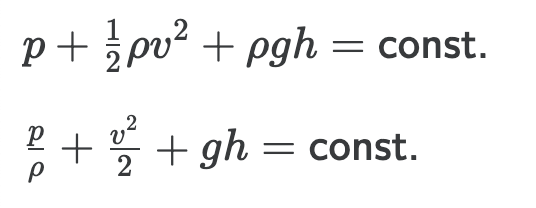 p + ½ρv² + ρgh = const.
p/ρ + v²/2 + gh = const.